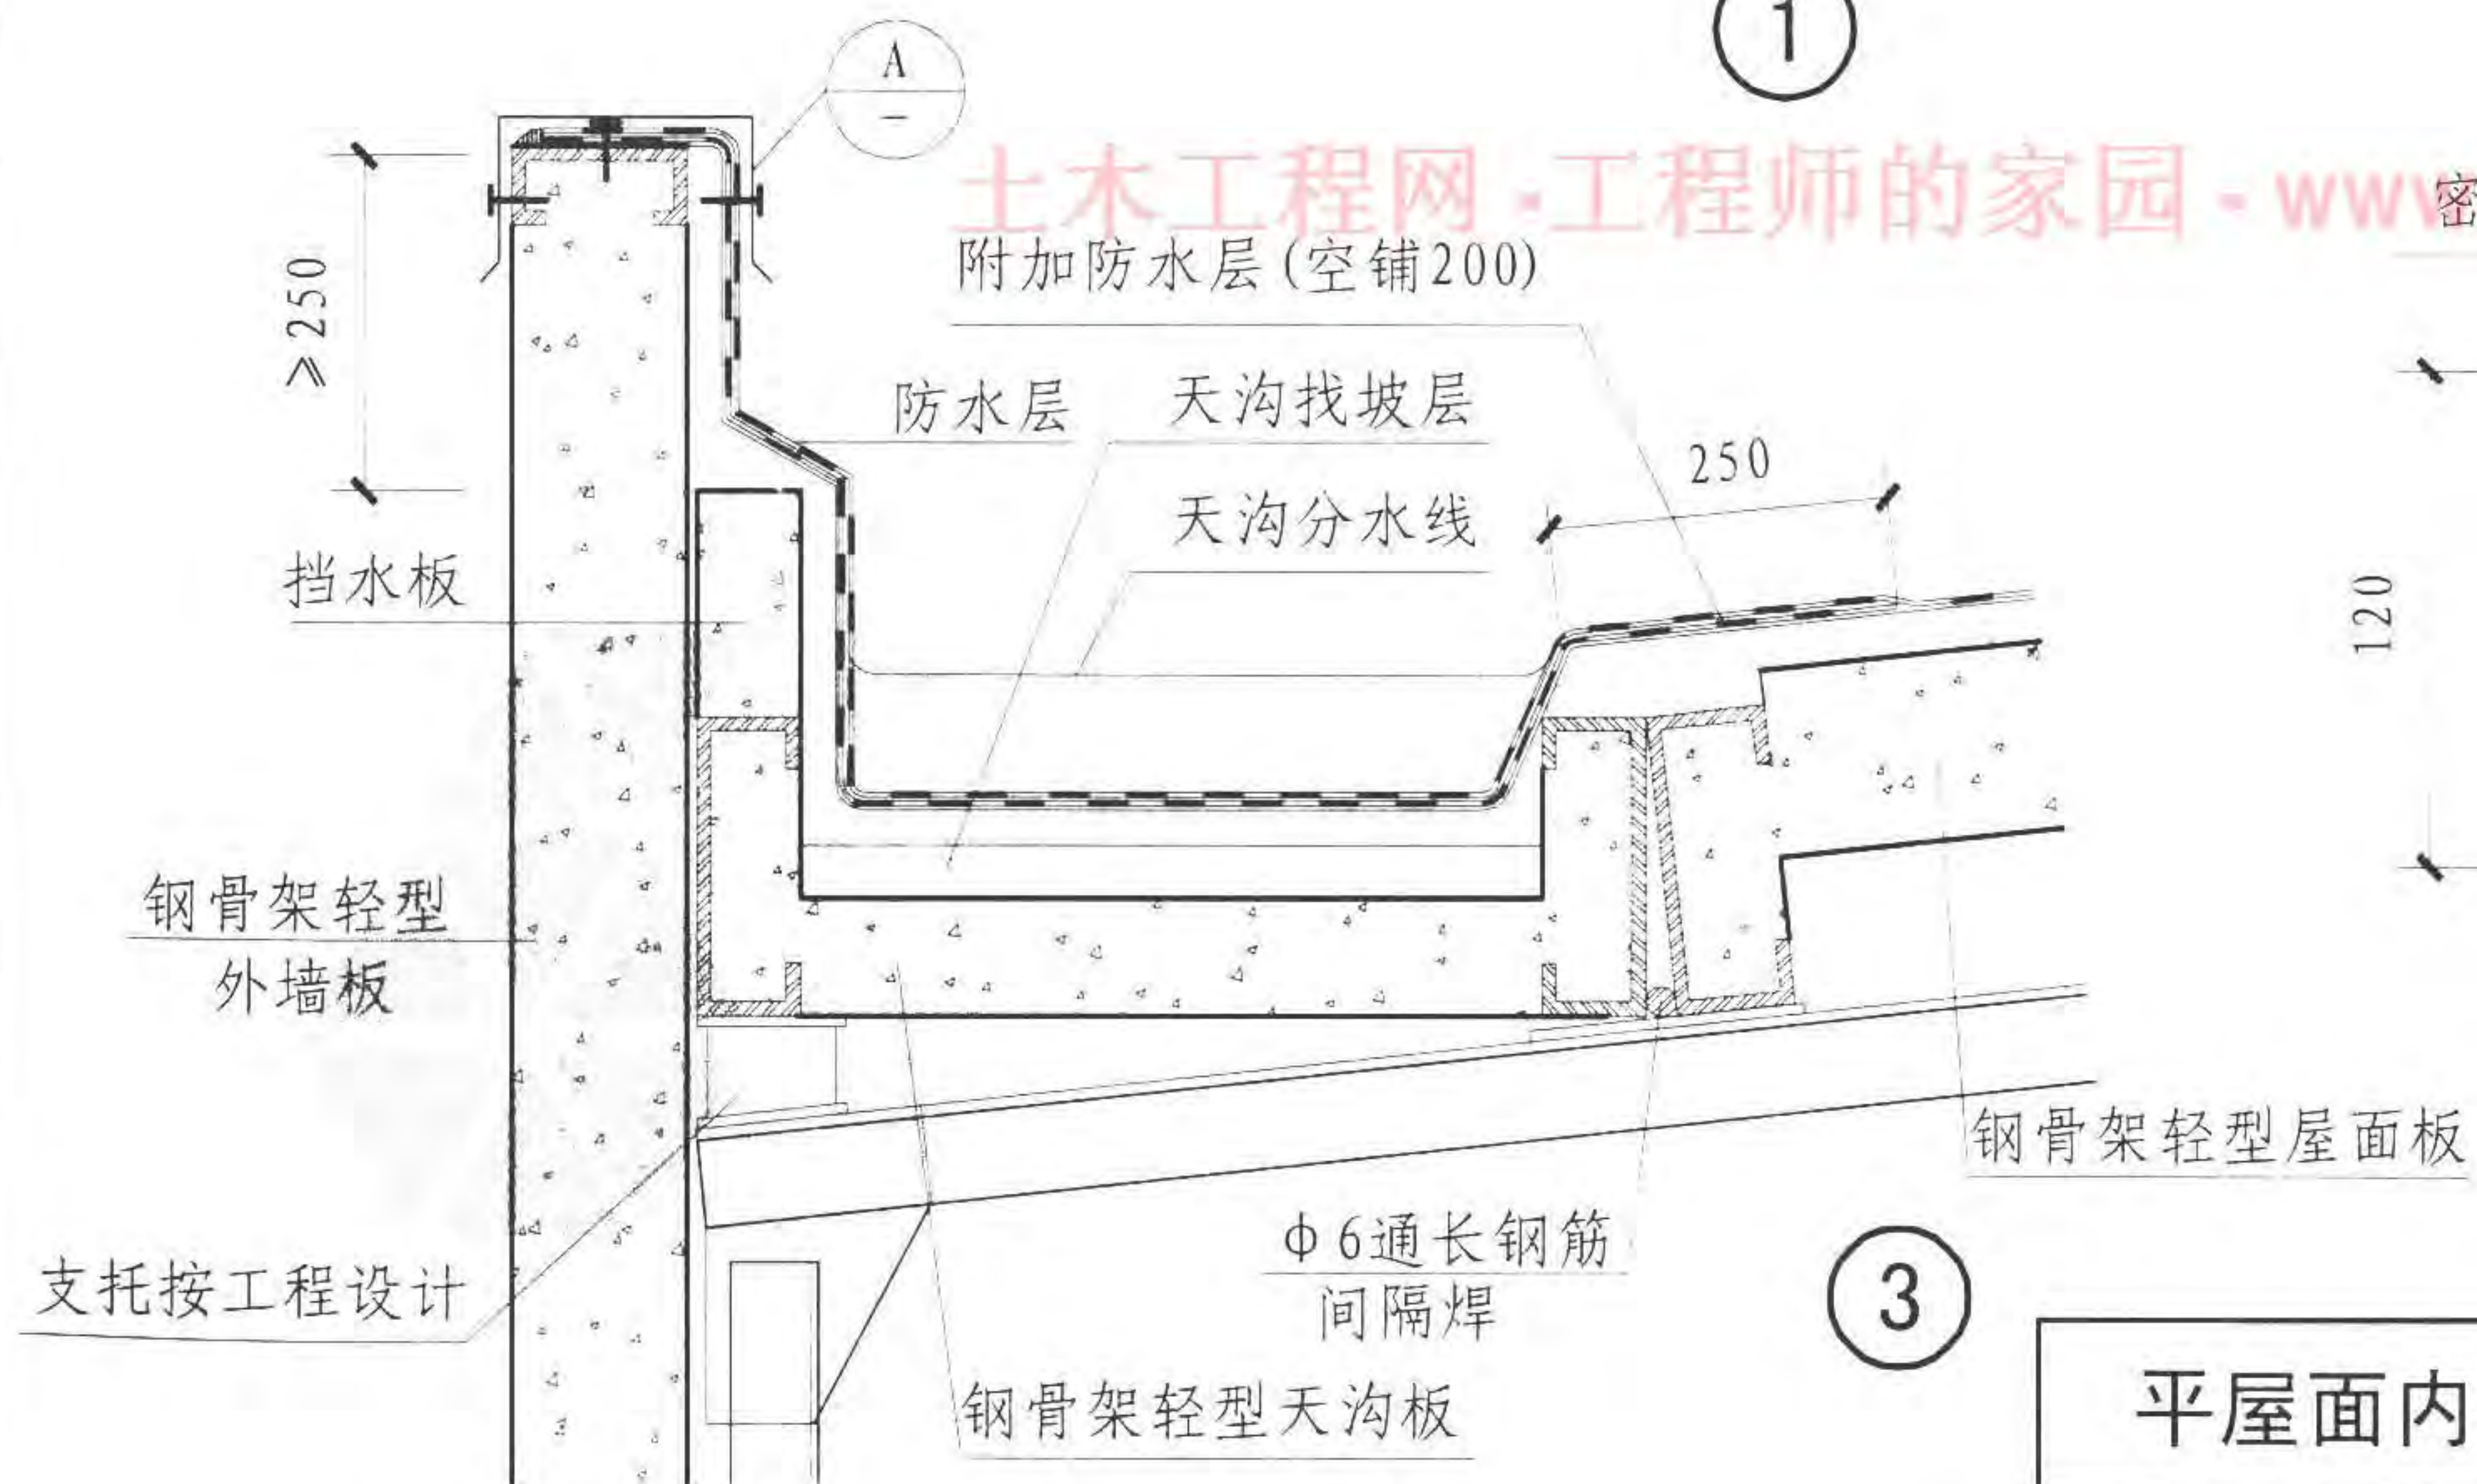 1
A
—
土木工程网·工程师的家园-www
密
附加防水层(空铺200)
≥250
防水层
天沟找坡层
250
天沟分水线
挡水板
120
钢骨架轻型
外墙板
钢骨架轻型屋面板
φ6通长钢筋
间隔焊
支托按工程设计
3
钢骨架轻型天沟板
平屋面内